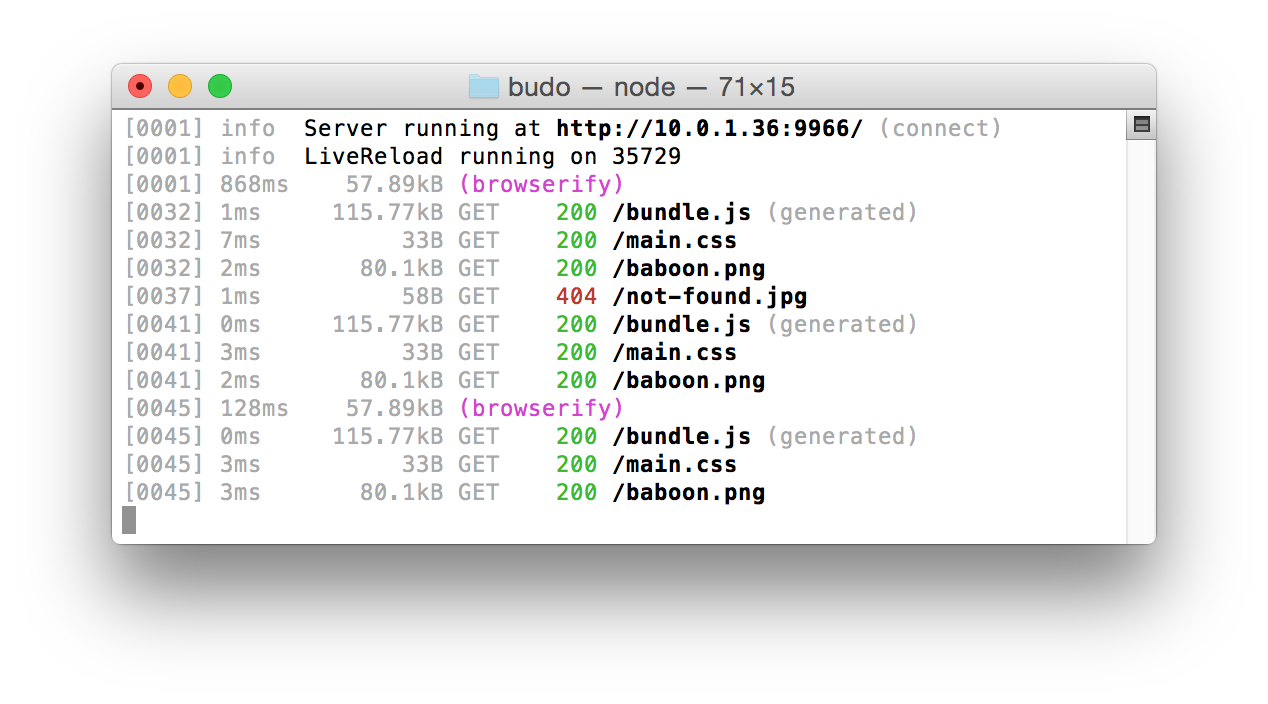 budo — node — 71×15
[0001] info  Server running at http://10.0.1.36:9966/ (connect)
[0001] info  LiveReload running on 35729
[0001] 868ms    57.89kB (browserify)
[0032] 1ms     115.77kB GET    200 /bundle.js (generated)
[0032] 7ms          33B GET    200 /main.css
[0032] 2ms       80.1kB GET    200 /baboon.png
[0037] 1ms          58B GET    404 /not-found.jpg
[0041] 0ms     115.77kB GET    200 /bundle.js (generated)
[0041] 3ms          33B GET    200 /main.css
[0041] 2ms       80.1kB GET    200 /baboon.png
[0045] 128ms    57.89kB (browserify)
[0045] 0ms     115.77kB GET    200 /bundle.js (generated)
[0045] 3ms          33B GET    200 /main.css
[0045] 3ms       80.1kB GET    200 /baboon.png